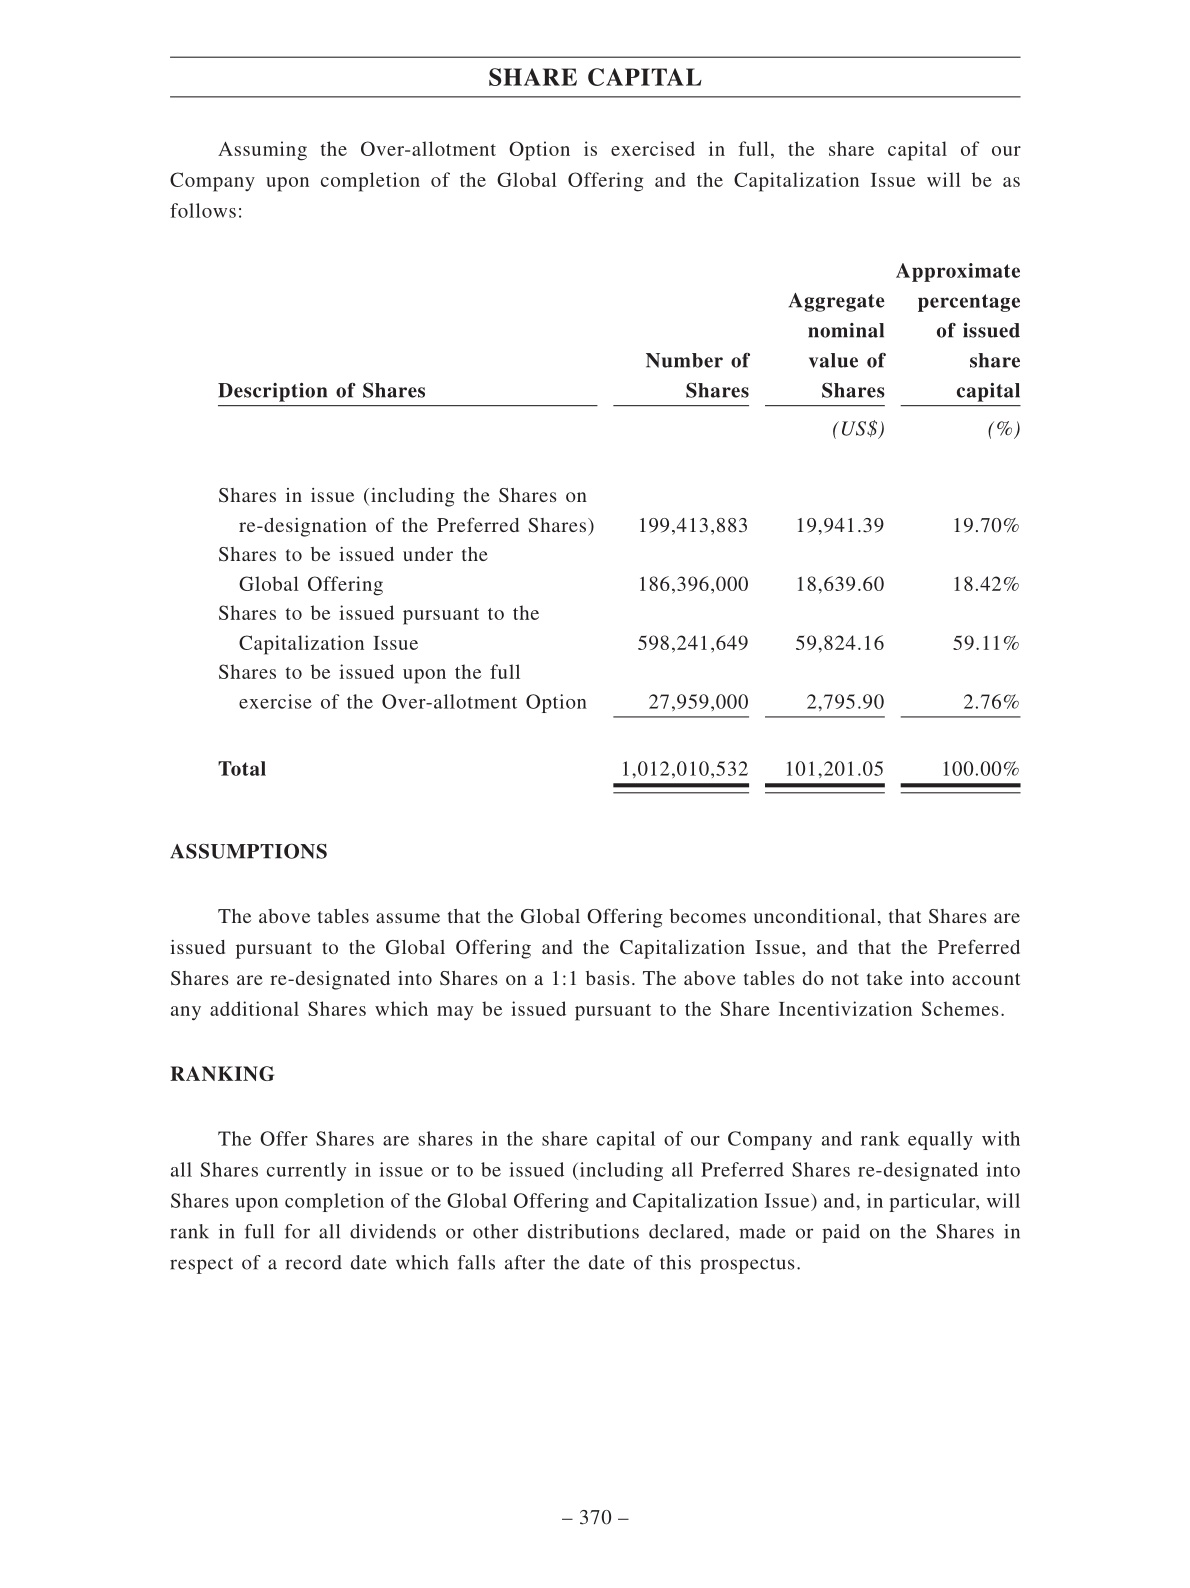 SHARE CAPITAL
Assuming the Over-allotment Option is exercised in full, the share capital of our
Company upon completion of the Global Offering and the Capitalization Issue will be as
follows:
Approximate
Aggregate percentage
nominal of issued
Number of value of share
Description of Shares Shares Shares capital
(US$) (%)
Shares in issue (including the Shares on
re-designation of the Preferred Shares) 199,413,883 19,941.39 19.70%
Shares to be issued under the
Global Offering 186,396,000 18,639.60 18.42%
Shares to be issued pursuant to the
Capitalization Issue 598,241,649 59,824.16 59.11%
Shares to be issued upon the full
exercise of the Over-allotment Option 27,959,000 2,795.90 2.76%
Total 1,012,010,532 101,201.05 100.00%
ASSUMPTIONS
The above tables assume that the Global Offering becomes unconditional, that Shares are
issued pursuant to the Global Offering and the Capitalization Issue, and that the Preferred
Shares are re-designated into Shares on a 1:1 basis. The above tables do not take into account
any additional Shares which may be issued pursuant to the Share Incentivization Schemes.
RANKING
The Offer Shares are shares in the share capital of our Company and rank equally with
all Shares currently in issue or to be issued (including all Preferred Shares re-designated into
Shares upon completion of the Global Offering and Capitalization Issue) and, in particular, will
rank in full for all dividends or other distributions declared, made or paid on the Shares in
respect of a record date which falls after the date of this prospectus.
– 370 –